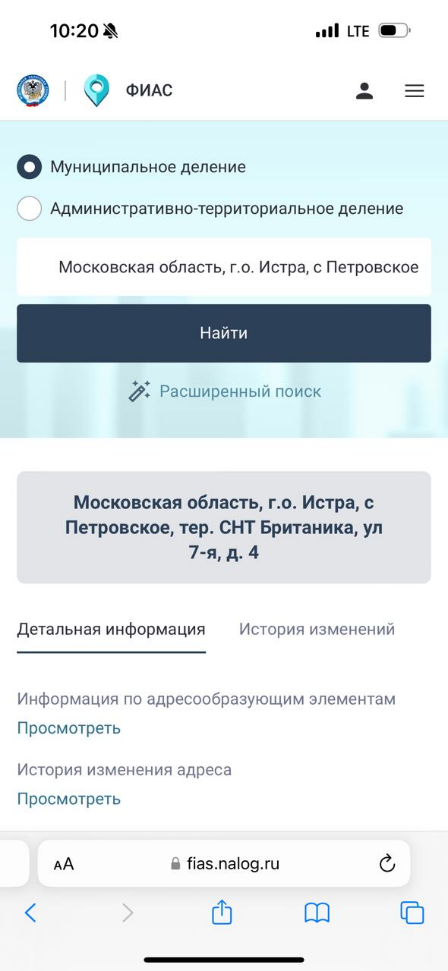 10:20
LTE
ФИАС
Муниципальное деление
Административно-территориальное деление
Московская область, г.о. Истра, с Петровское
Найти
Расширенный поиск
Московская область, г.о. Истра, с
Петровское, тер. СНТ Британика, ул
7-я, д. 4
Детальная информация
История изменений
Информация по адресообразующим элементам
Просмотреть
История изменения адреса
Просмотреть
AA
fias.nalog.ru